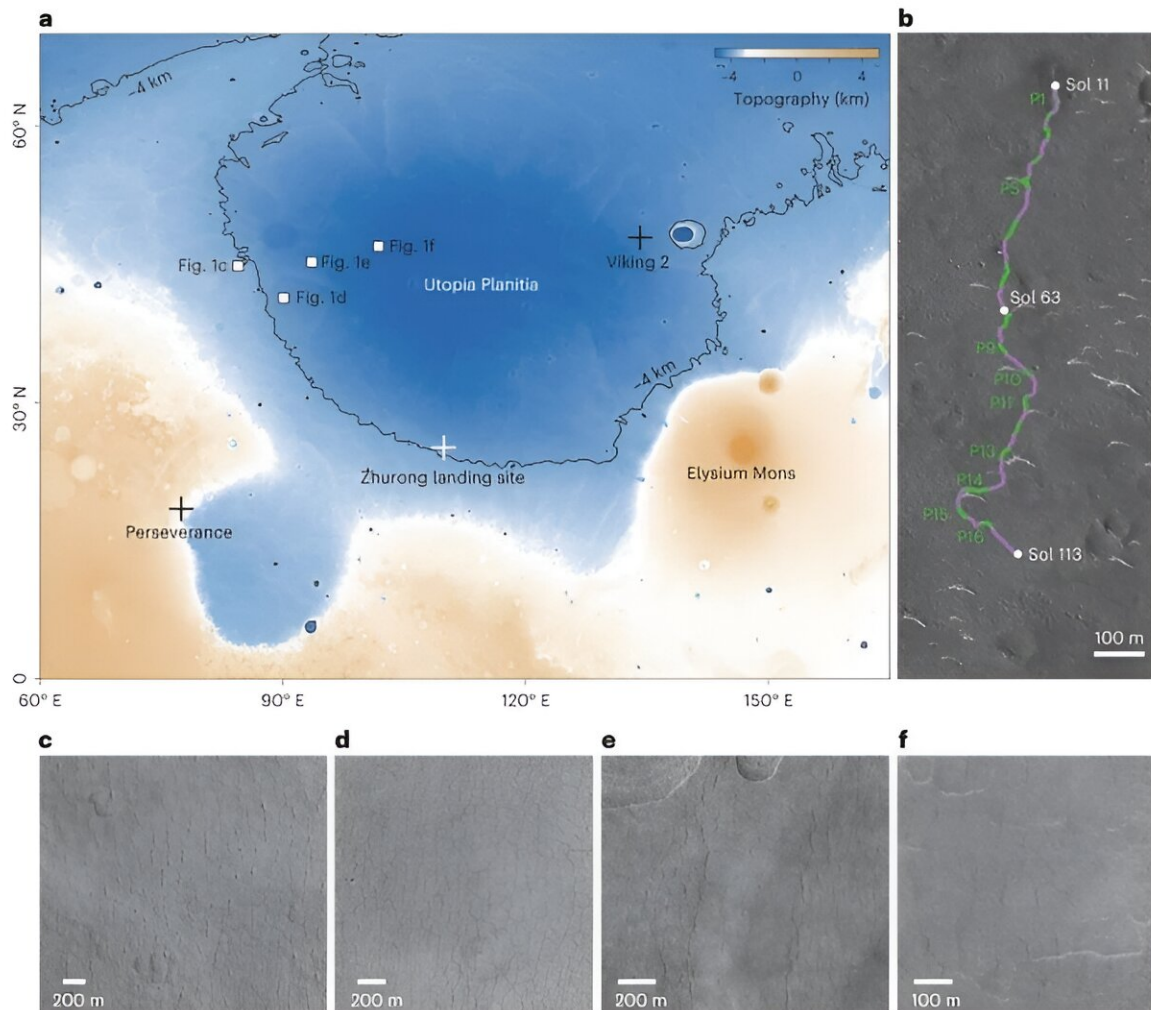 a
b
−4 km
−4 0 4
Topography (km)
60° N
Fig. 1c
Fig. 1e
Fig. 1f
Fig. 1d
Utopia Planitia
Viking 2
−4 km
30° N
Zhurong landing site
Elysium Mons
Perseverance
0
60° E
90° E
120° E
150° E
P1
Sol 11
P5
Sol 63
P9
P10
P11
P13
P14
P15
P16
Sol 113
100 m
c
d
e
f
200 m
200 m
200 m
100 m